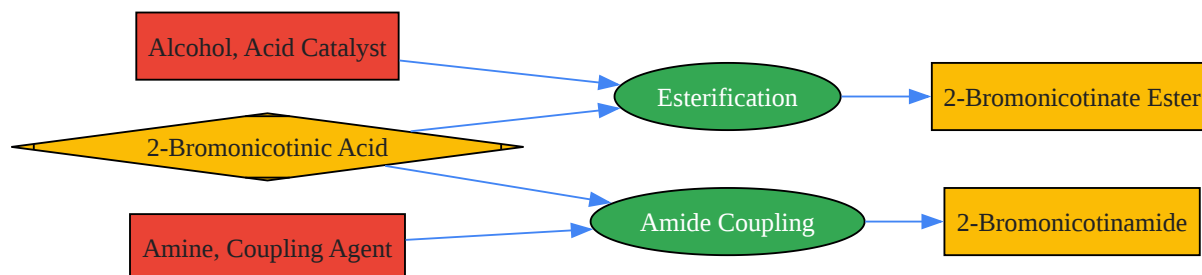 Alcohol, Acid Catalyst
Esterification
2-Bromonicotinate Ester
2-Bromonicotinic Acid
Amide Coupling
2-Bromonicotinamide
Amine, Coupling Agent